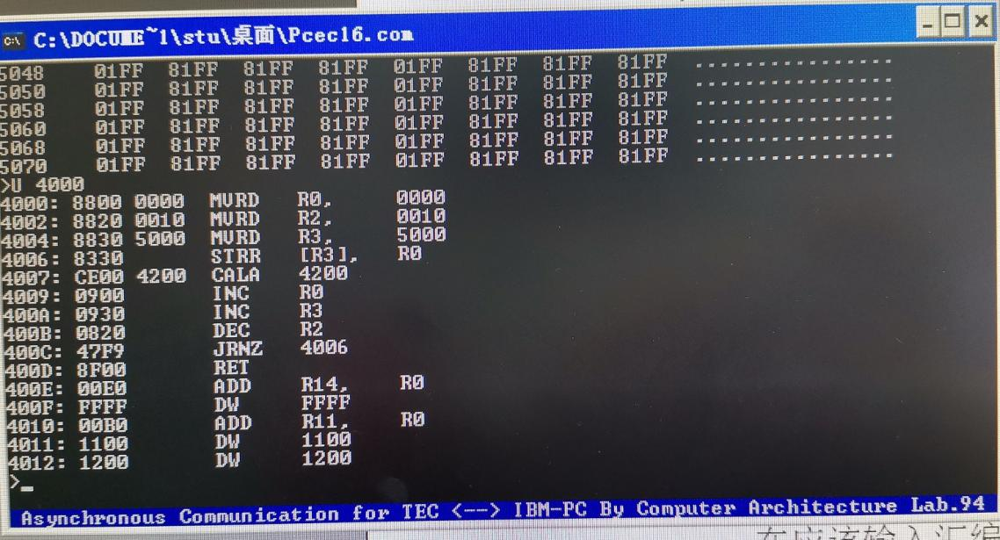 C:\DOCUME~1\stu\桌面\Pcec16.com
5048 01FF 81FF 81FF 81FF 01FF 81FF 81FF 81FF ................
5050 01FF 81FF 81FF 81FF 01FF 81FF 81FF 81FF ................
5058 01FF 81FF 81FF 81FF 01FF 81FF 81FF 81FF ................
5060 01FF 81FF 81FF 81FF 01FF 81FF 81FF 81FF ................
5068 01FF 81FF 81FF 81FF 01FF 81FF 81FF 81FF ................
5070 01FF 81FF 81FF 81FF 01FF 81FF 81FF 81FF ................
>U 4000
4000: 8800 0000 MVRD R0, 0000
4002: 8820 0010 MVRD R2, 0010
4004: 8830 5000 MVRD R3, 5000
4006: 8330 STRR [R3], R0
4007: CE00 4200 CALA 4200
4009: 0900 INC R0
400A: 0930 INC R3
400B: 0820 DEC R2
400C: 47F9 JRNZ 4006
400D: 8F00 RET
400E: 00E0 ADD R14, R0
400F: FFFF DW FFFF
4010: 00B0 ADD R11, R0
4011: 1100 DW 1100
4012: 1200 DW 1200
>_
Asynchronous Communication for TEC <--> IBM-PC By Computer Architecture Lab.94